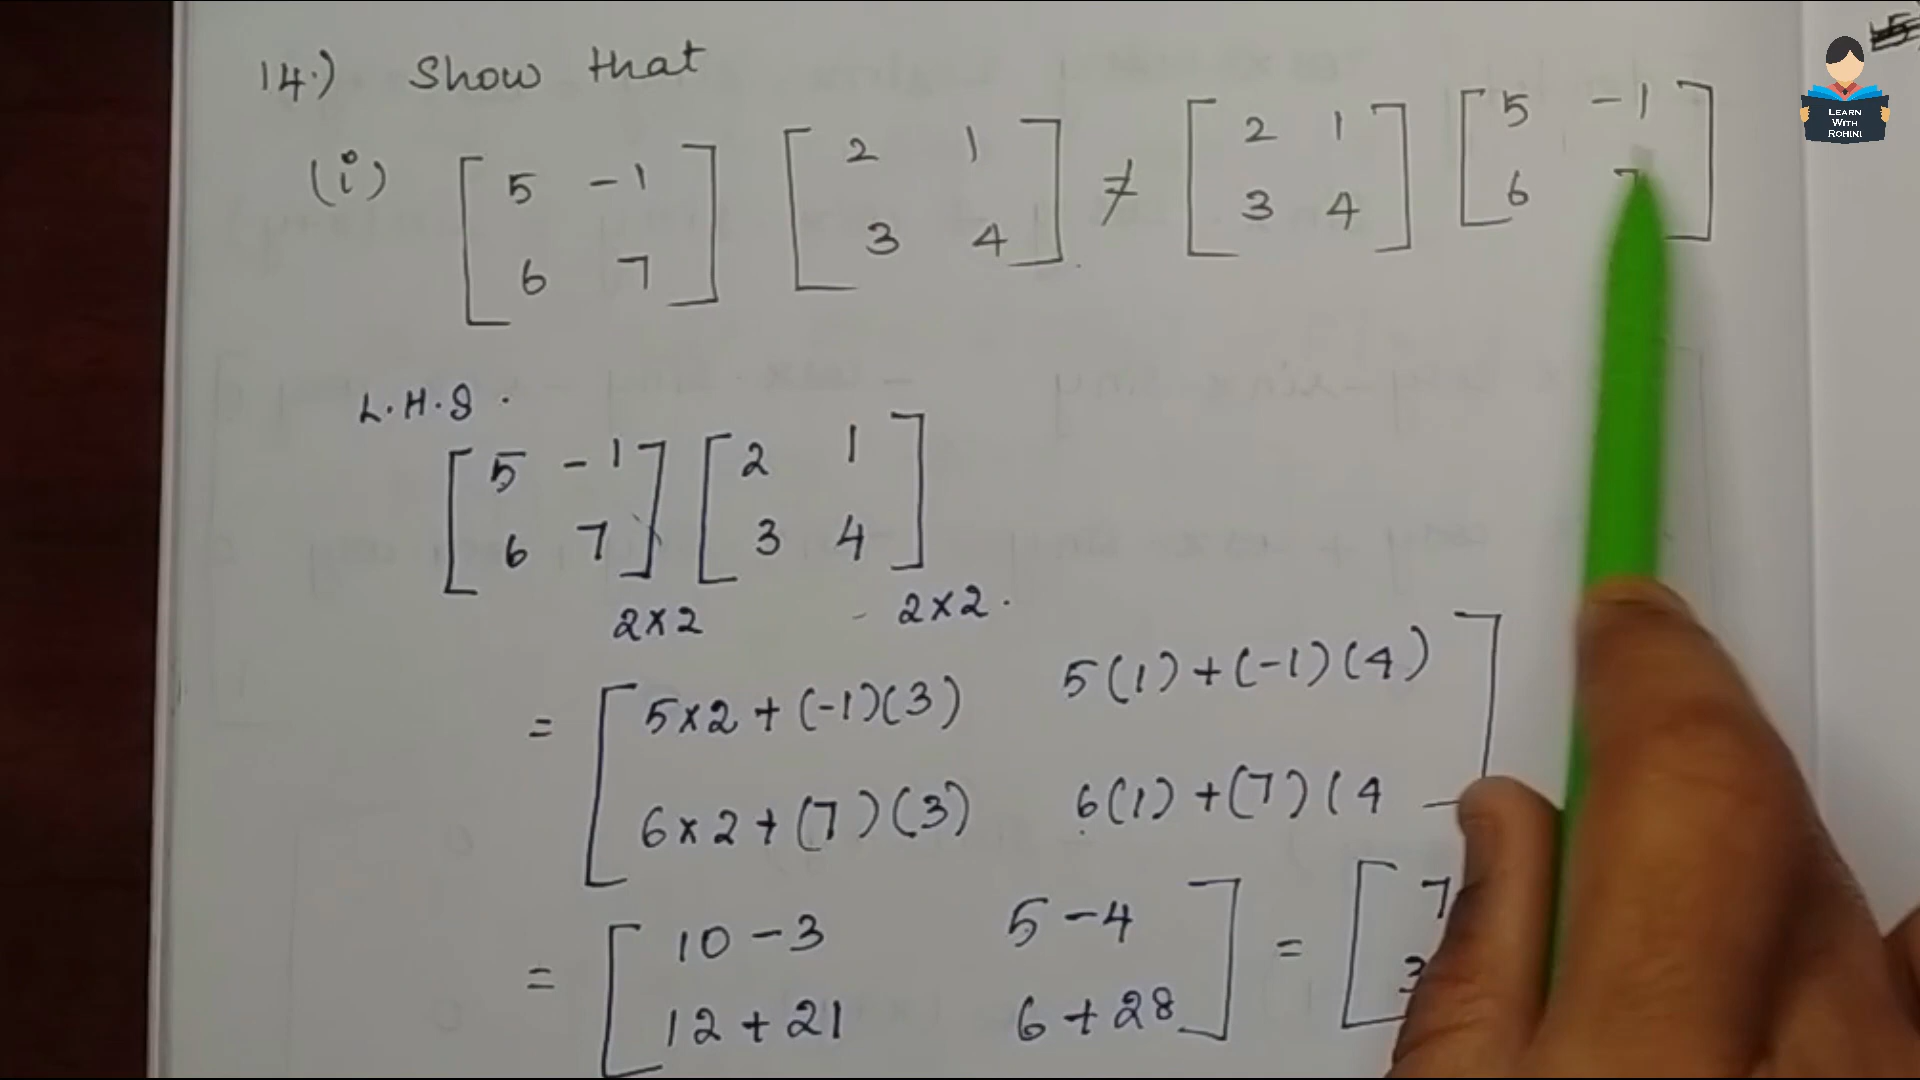 14.) Show that
(i) [5 -1 [2 1 ≠ [2 1 [5 -1
6 7] 3 4] 3 4] 6 7]
L.H.S.
[5 -1 [2 1
6 7] 3 4]
2×2 2×2.
= [5×2+(-1)(3) 5(1)+(-1)(4)
6×2+(7)(3) 6(1)+(7)(4 ]
= [10-3 5-4 = [7
12+21 6+28] 3
LEARN
WITH
ROHINI